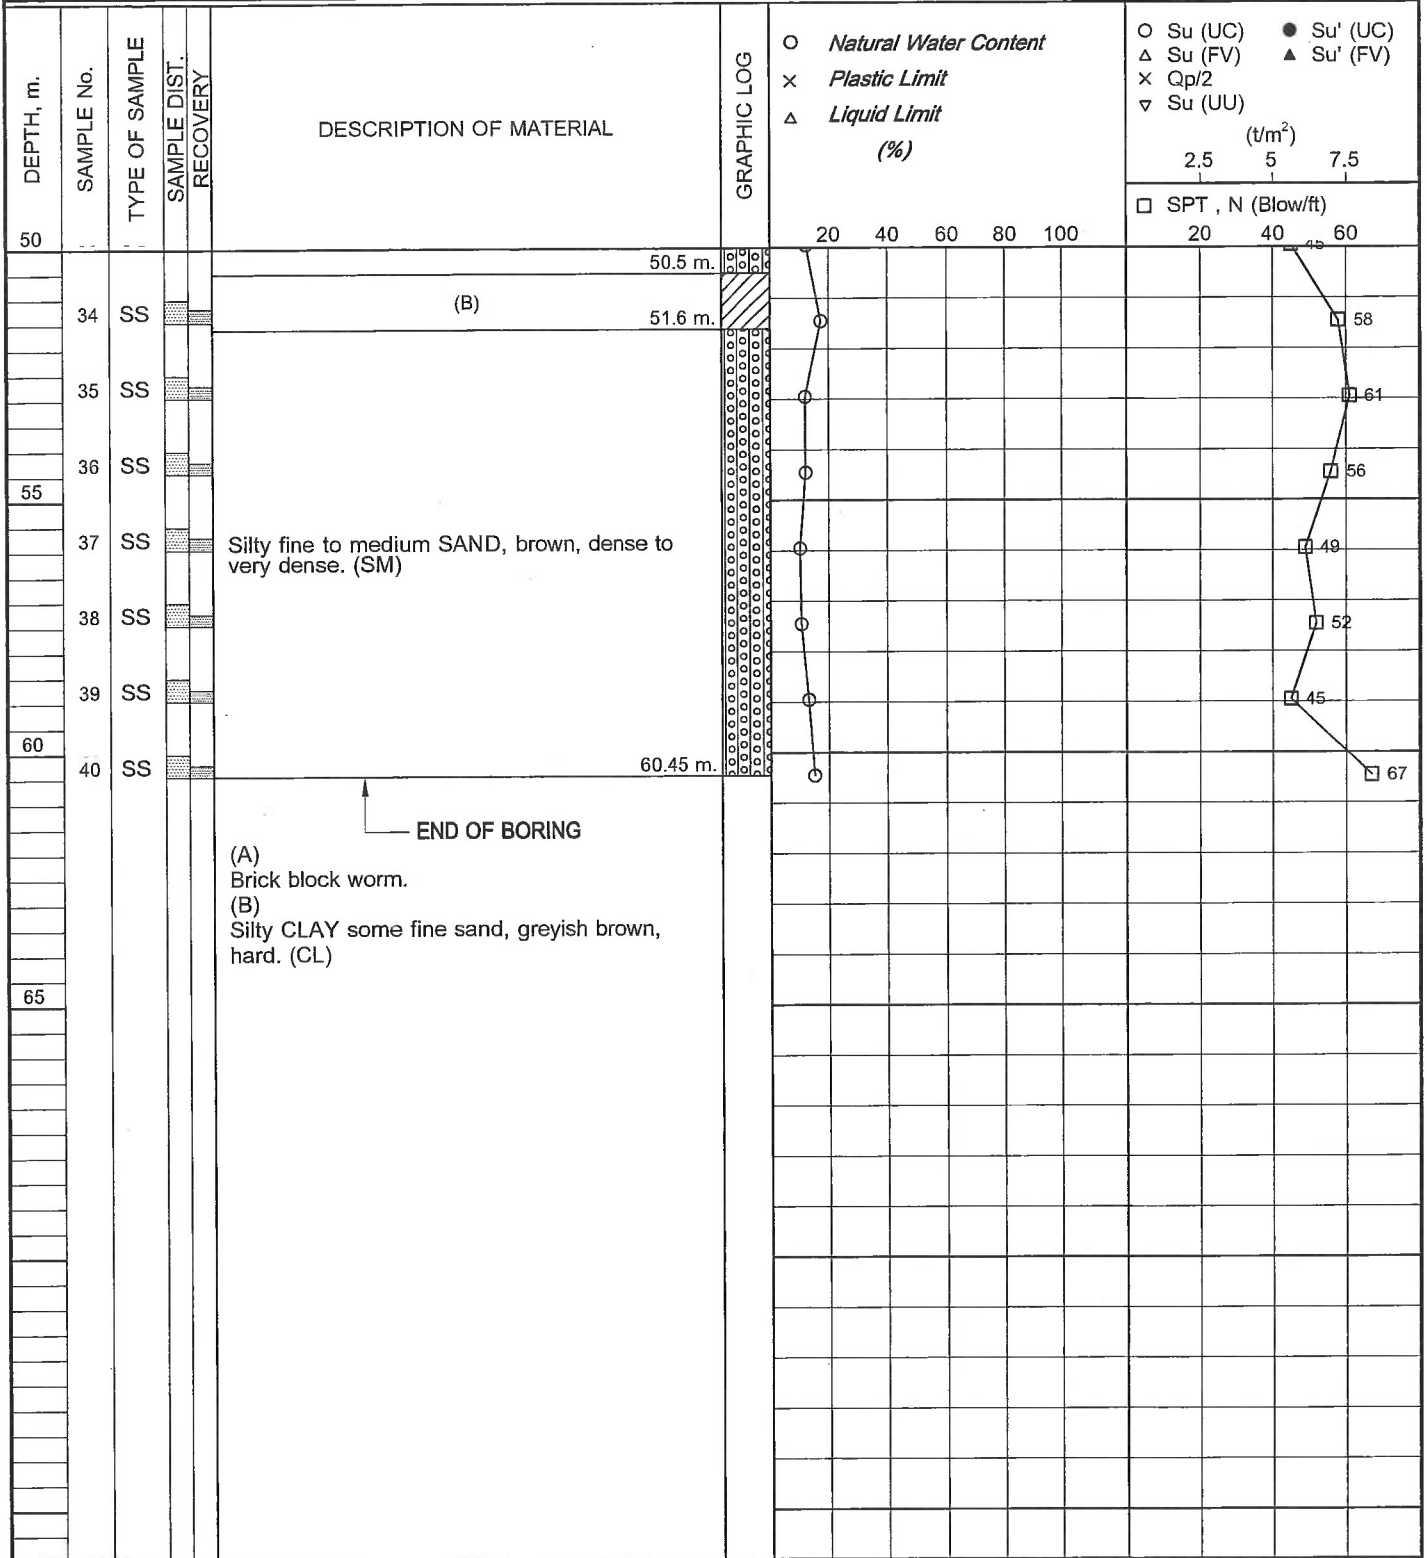 DEPTH, m.
SAMPLE No.
TYPE OF SAMPLE
SAMPLE DIST.
RECOVERY
DESCRIPTION OF MATERIAL
GRAPHIC LOG
○ Natural Water Content
× Plastic Limit
△ Liquid Limit
(%)
20 40 60 80 100
○ Su (UC) ● Su' (UC)
△ Su (FV) ▲ Su' (FV)
× Qp/2
▽ Su (UU)
(t/m²)
2.5 5 7.5
□ SPT , N (Blow/ft)
20 40 60
50
50.5 m.
34 SS (B) 51.6 m. 58
35 SS 61
36 SS 56
55
37 SS 49
Silty fine to medium SAND, brown, dense to
very dense. (SM)
38 SS 52
39 SS 45
60
40 SS 60.45 m. 67
END OF BORING
(A)
Brick block worm.
(B)
Silty CLAY some fine sand, greyish brown,
hard. (CL)
65